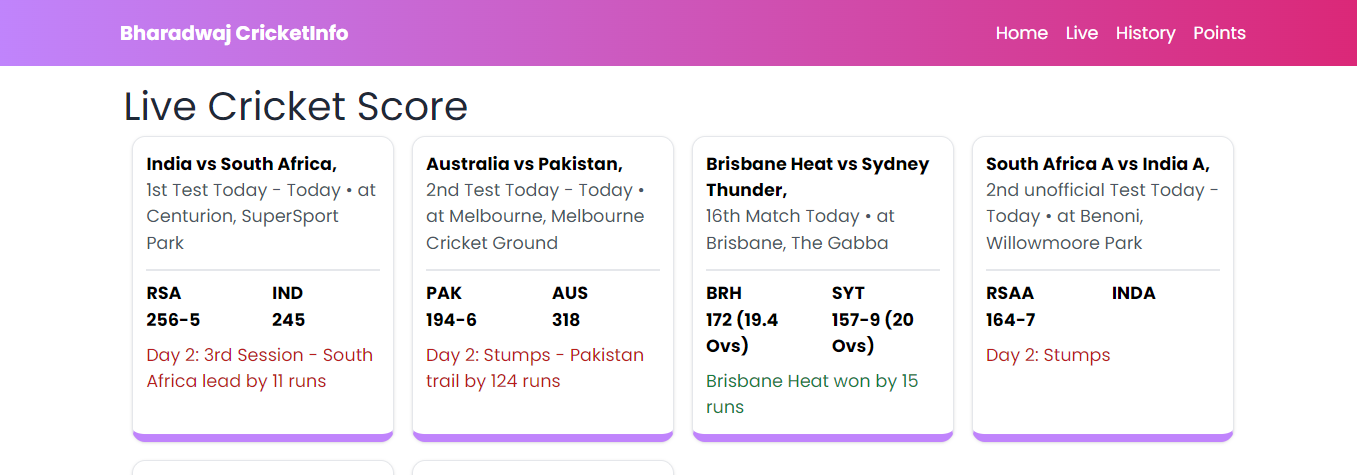 Bharadwaj CricketInfo
Home Live History Points
Live Cricket Score
India vs South Africa,
1st Test Today - Today • at
Centurion, SuperSport
Park
RSA IND
256-5 245
Day 2: 3rd Session - South
Africa lead by 11 runs
Australia vs Pakistan,
2nd Test Today - Today •
at Melbourne, Melbourne
Cricket Ground
PAK AUS
194-6 318
Day 2: Stumps - Pakistan
trail by 124 runs
Brisbane Heat vs Sydney
Thunder,
16th Match Today • at
Brisbane, The Gabba
BRH SYT
172 (19.4 157-9 (20
Ovs) Ovs)
Brisbane Heat won by 15
runs
South Africa A vs India A,
2nd unofficial Test Today -
Today • at Benoni,
Willowmoore Park
RSAA INDA
164-7
Day 2: Stumps